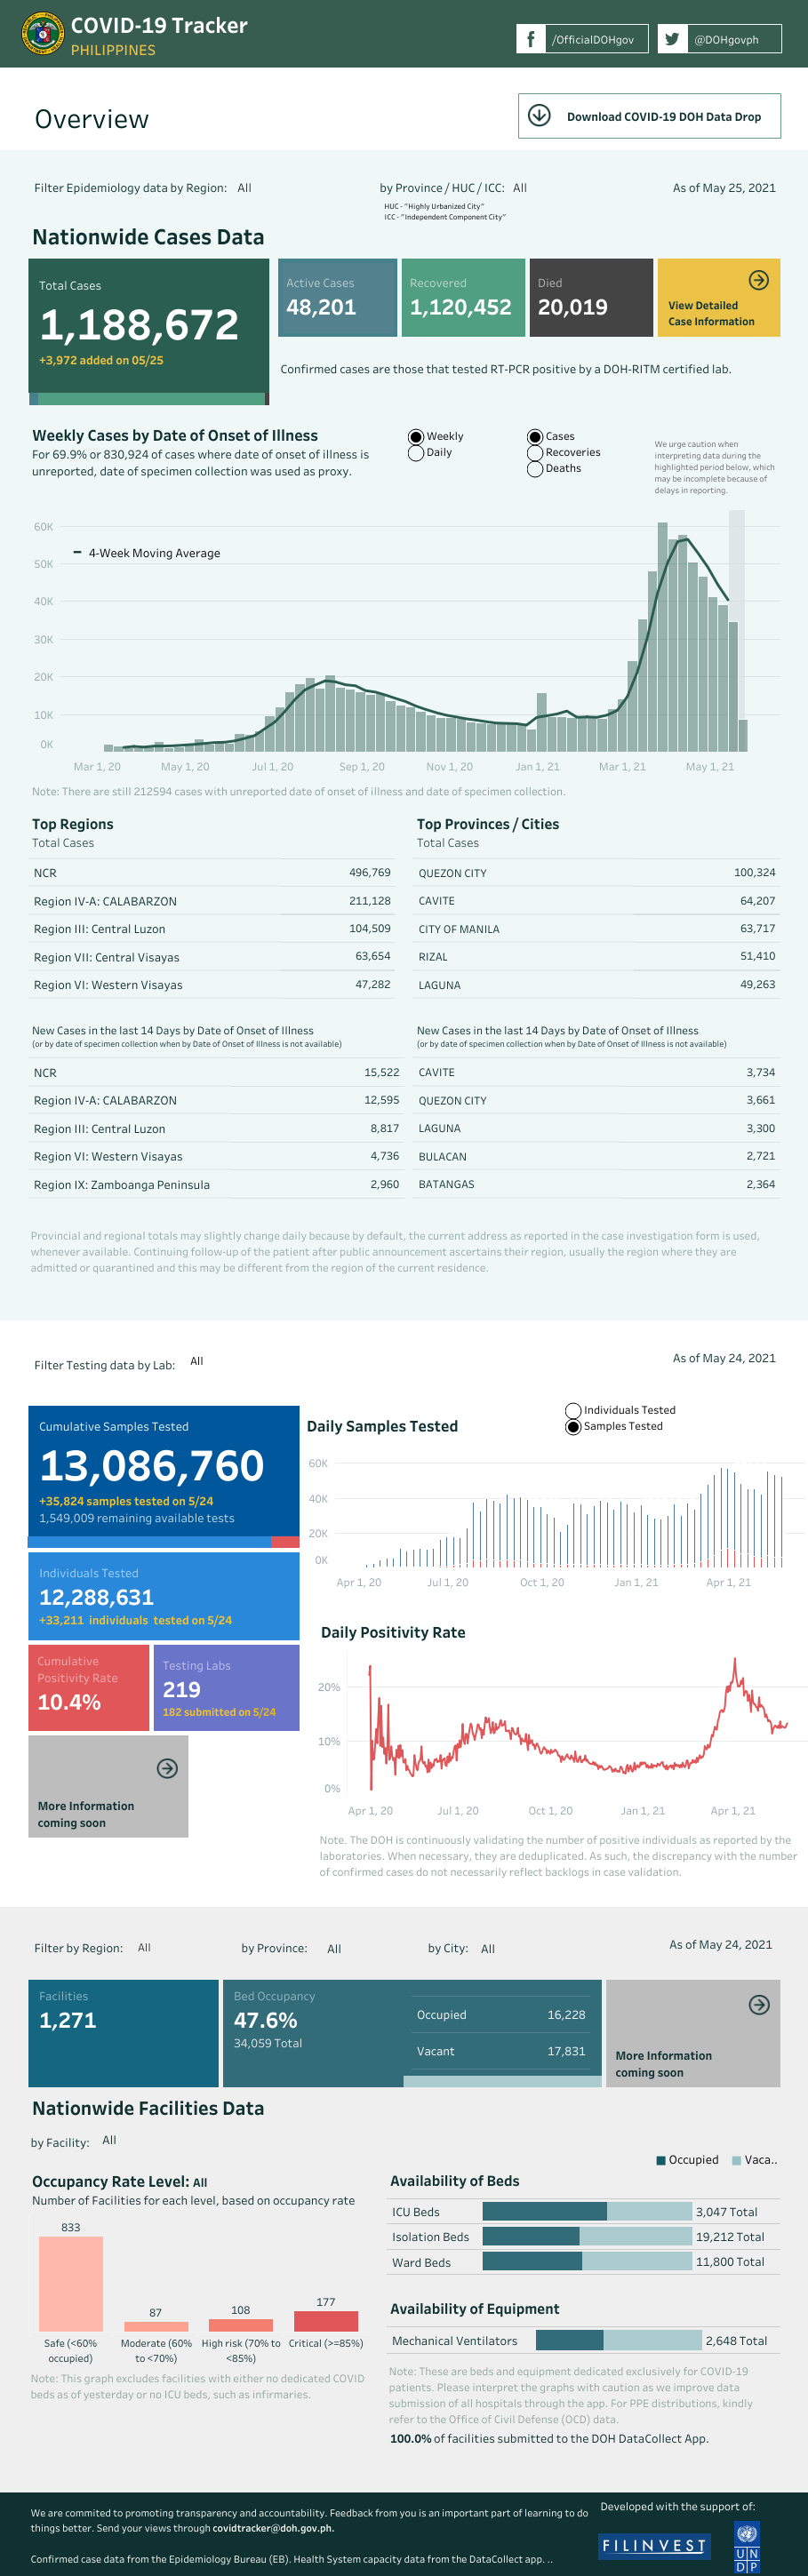 COVID-19 Tracker
PHILIPPINES
/OfficialDOHgov
@DOHgovph
Overview
Download COVID-19 DOH Data Drop
Filter Epidemiology data by Region: All
by Province / HUC / ICC: All
As of May 25, 2021
HUC - "Highly Urbanized City"
ICC - "Independent Component City"
Nationwide Cases Data
Total Cases
1,188,672
+3,972 added on 05/25
Active Cases
48,201
Recovered
1,120,452
Died
20,019
View Detailed
Case Information
Confirmed cases are those that tested RT-PCR positive by a DOH-RITM certified lab.
Weekly Cases by Date of Onset of Illness
For 69.9% or 830,924 of cases where date of onset of illness is
unreported, date of specimen collection was used as proxy.
Weekly
Daily
Cases
Recoveries
Deaths
We urge caution when
interpreting data during the
highlighted period below, which
may be incomplete because of
delays in reporting.
4-Week Moving Average
60K
50K
40K
30K
20K
10K
0K
Mar 1, 20 May 1, 20 Jul 1, 20 Sep 1, 20 Nov 1, 20 Jan 1, 21 Mar 1, 21 May 1, 21
Note: There are still 212594 cases with unreported date of onset of illness and date of specimen collection.
Top Regions
Total Cases
NCR 496,769
Region IV-A: CALABARZON 211,128
Region III: Central Luzon 104,509
Region VII: Central Visayas 63,654
Region VI: Western Visayas 47,282
Top Provinces / Cities
Total Cases
QUEZON CITY 100,324
CAVITE 64,207
CITY OF MANILA 63,717
RIZAL 51,410
LAGUNA 49,263
New Cases in the last 14 Days by Date of Onset of Illness
(or by date of specimen collection when by Date of Onset of Illness is not available)
NCR 15,522
Region IV-A: CALABARZON 12,595
Region III: Central Luzon 8,817
Region VI: Western Visayas 4,736
Region IX: Zamboanga Peninsula 2,960
New Cases in the last 14 Days by Date of Onset of Illness
(or by date of specimen collection when by Date of Onset of Illness is not available)
CAVITE 3,734
QUEZON CITY 3,661
LAGUNA 3,300
BULACAN 2,721
BATANGAS 2,364
Provincial and regional totals may slightly change daily because by default, the current address as reported in the case investigation form is used,
whenever available. Continuing follow-up of the patient after public announcement ascertains their region, usually the region where they are
admitted or quarantined and this may be different from the region of the current residence.
Filter Testing data by Lab: All
As of May 24, 2021
Cumulative Samples Tested
13,086,760
+35,824 samples tested on 5/24
1,549,009 remaining available tests
Individuals Tested
12,288,631
+33,211 individuals tested on 5/24
Cumulative
Positivity Rate
10.4%
Testing Labs
219
182 submitted on 5/24
More Information
coming soon
Daily Samples Tested
Individuals Tested
Samples Tested
60K
40K
20K
0K
Apr 1, 20 Jul 1, 20 Oct 1, 20 Jan 1, 21 Apr 1, 21
Daily Positivity Rate
20%
10%
0%
Apr 1, 20 Jul 1, 20 Oct 1, 20 Jan 1, 21 Apr 1, 21
Note. The DOH is continuously validating the number of positive individuals as reported by the
laboratories. When necessary, they are deduplicated. As such, the discrepancy with the number
of confirmed cases do not necessarily reflect backlogs in case validation.
Filter by Region: All
by Province: All
by City: All
As of May 24, 2021
Facilities
1,271
Bed Occupancy
47.6%
34,059 Total
Occupied 16,228
Vacant 17,831
More Information
coming soon
Nationwide Facilities Data
by Facility: All
Occupied Vaca..
Occupancy Rate Level: All
Number of Facilities for each level, based on occupancy rate
833
87
108
177
Safe (<60%
occupied)
Moderate (60%
to <70%)
High risk (70% to
<85%)
Critical (>=85%)
Note: This graph excludes facilities with either no dedicated COVID
beds as of yesterday or no ICU beds, such as infirmaries.
Availability of Beds
ICU Beds 3,047 Total
Isolation Beds 19,212 Total
Ward Beds 11,800 Total
Availability of Equipment
Mechanical Ventilators 2,648 Total
Note: These are beds and equipment dedicated exclusively for COVID-19
patients. Please interpret the graphs with caution as we improve data
submission of all hospitals through the app. For PPE distributions, kindly
refer to the Office of Civil Defense (OCD) data.
100.0% of facilities submitted to the DOH DataCollect App.
We are commited to promoting transparency and accountability. Feedback from you is an important part of learning to do
things better. Send your views through covidtracker@doh.gov.ph.
Confirmed case data from the Epidemiology Bureau (EB). Health System capacity data from the DataCollect app. ..
Developed with the support of:
FILINVEST
UN
DP